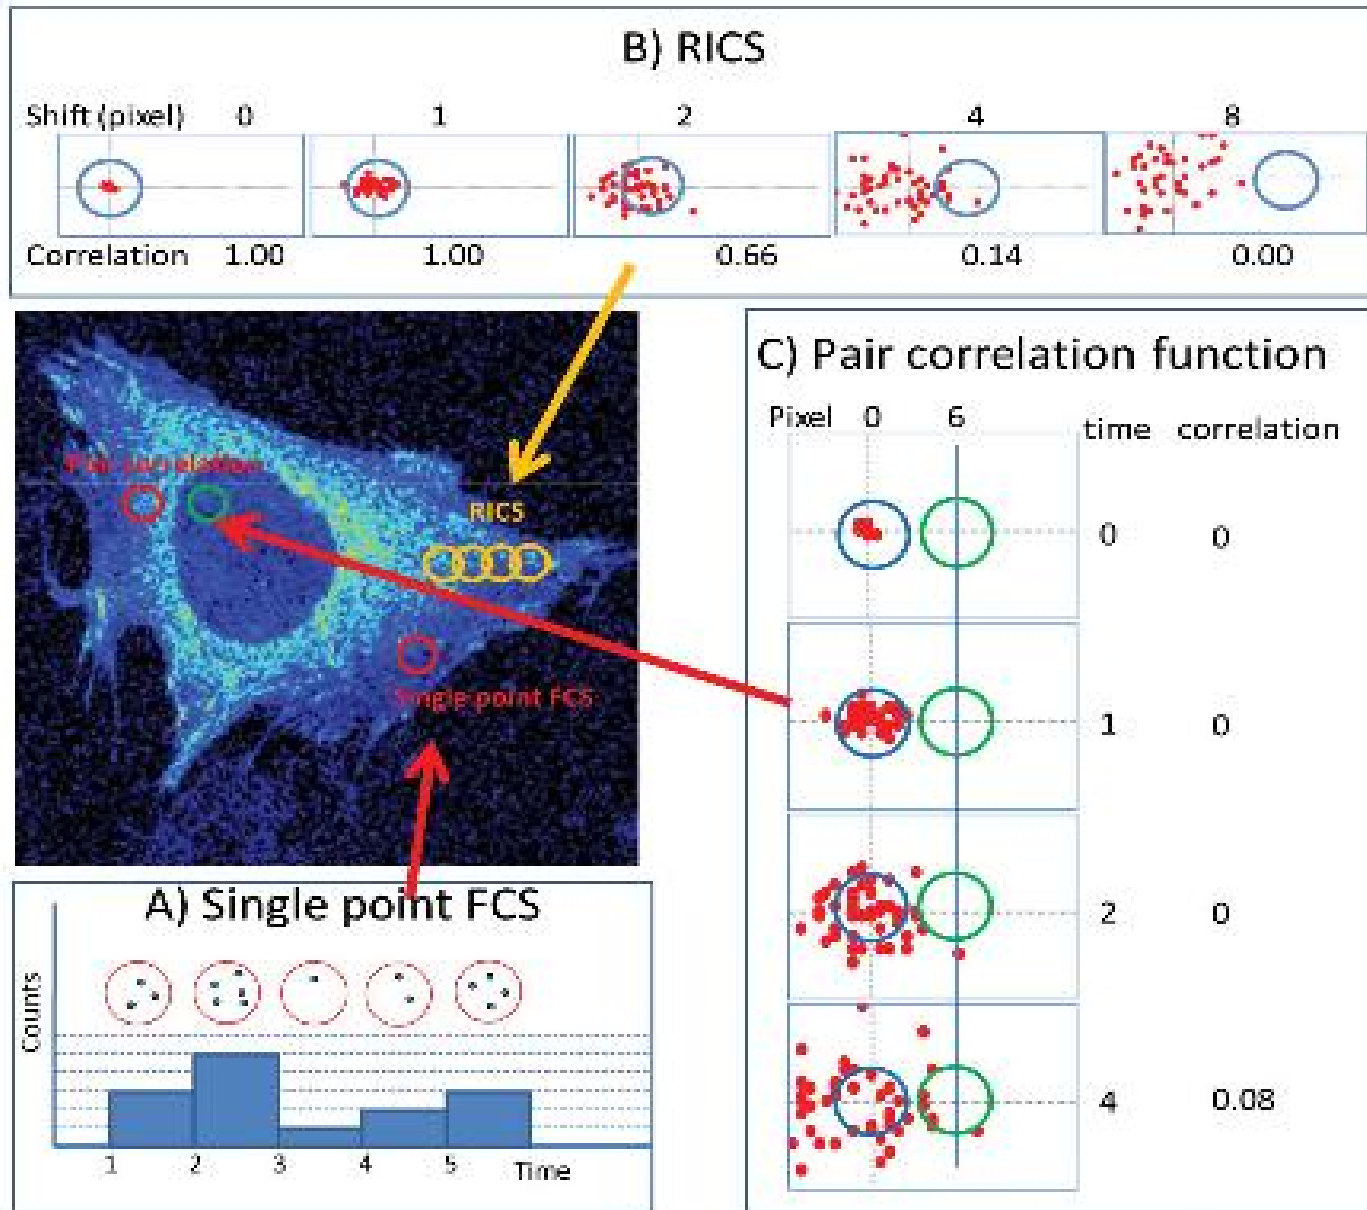 B) RICS
Shift (pixel) 0 1 2 4 8
Correlation 1.00 1.00 0.66 0.14 0.00
Pair correlation
RICS
Single point FCS
C) Pair correlation function
Pixel 0 6 time correlation
0 0
1 0
2 0
4 0.08
A) Single point FCS
Counts
1 2 3 4 5 Time